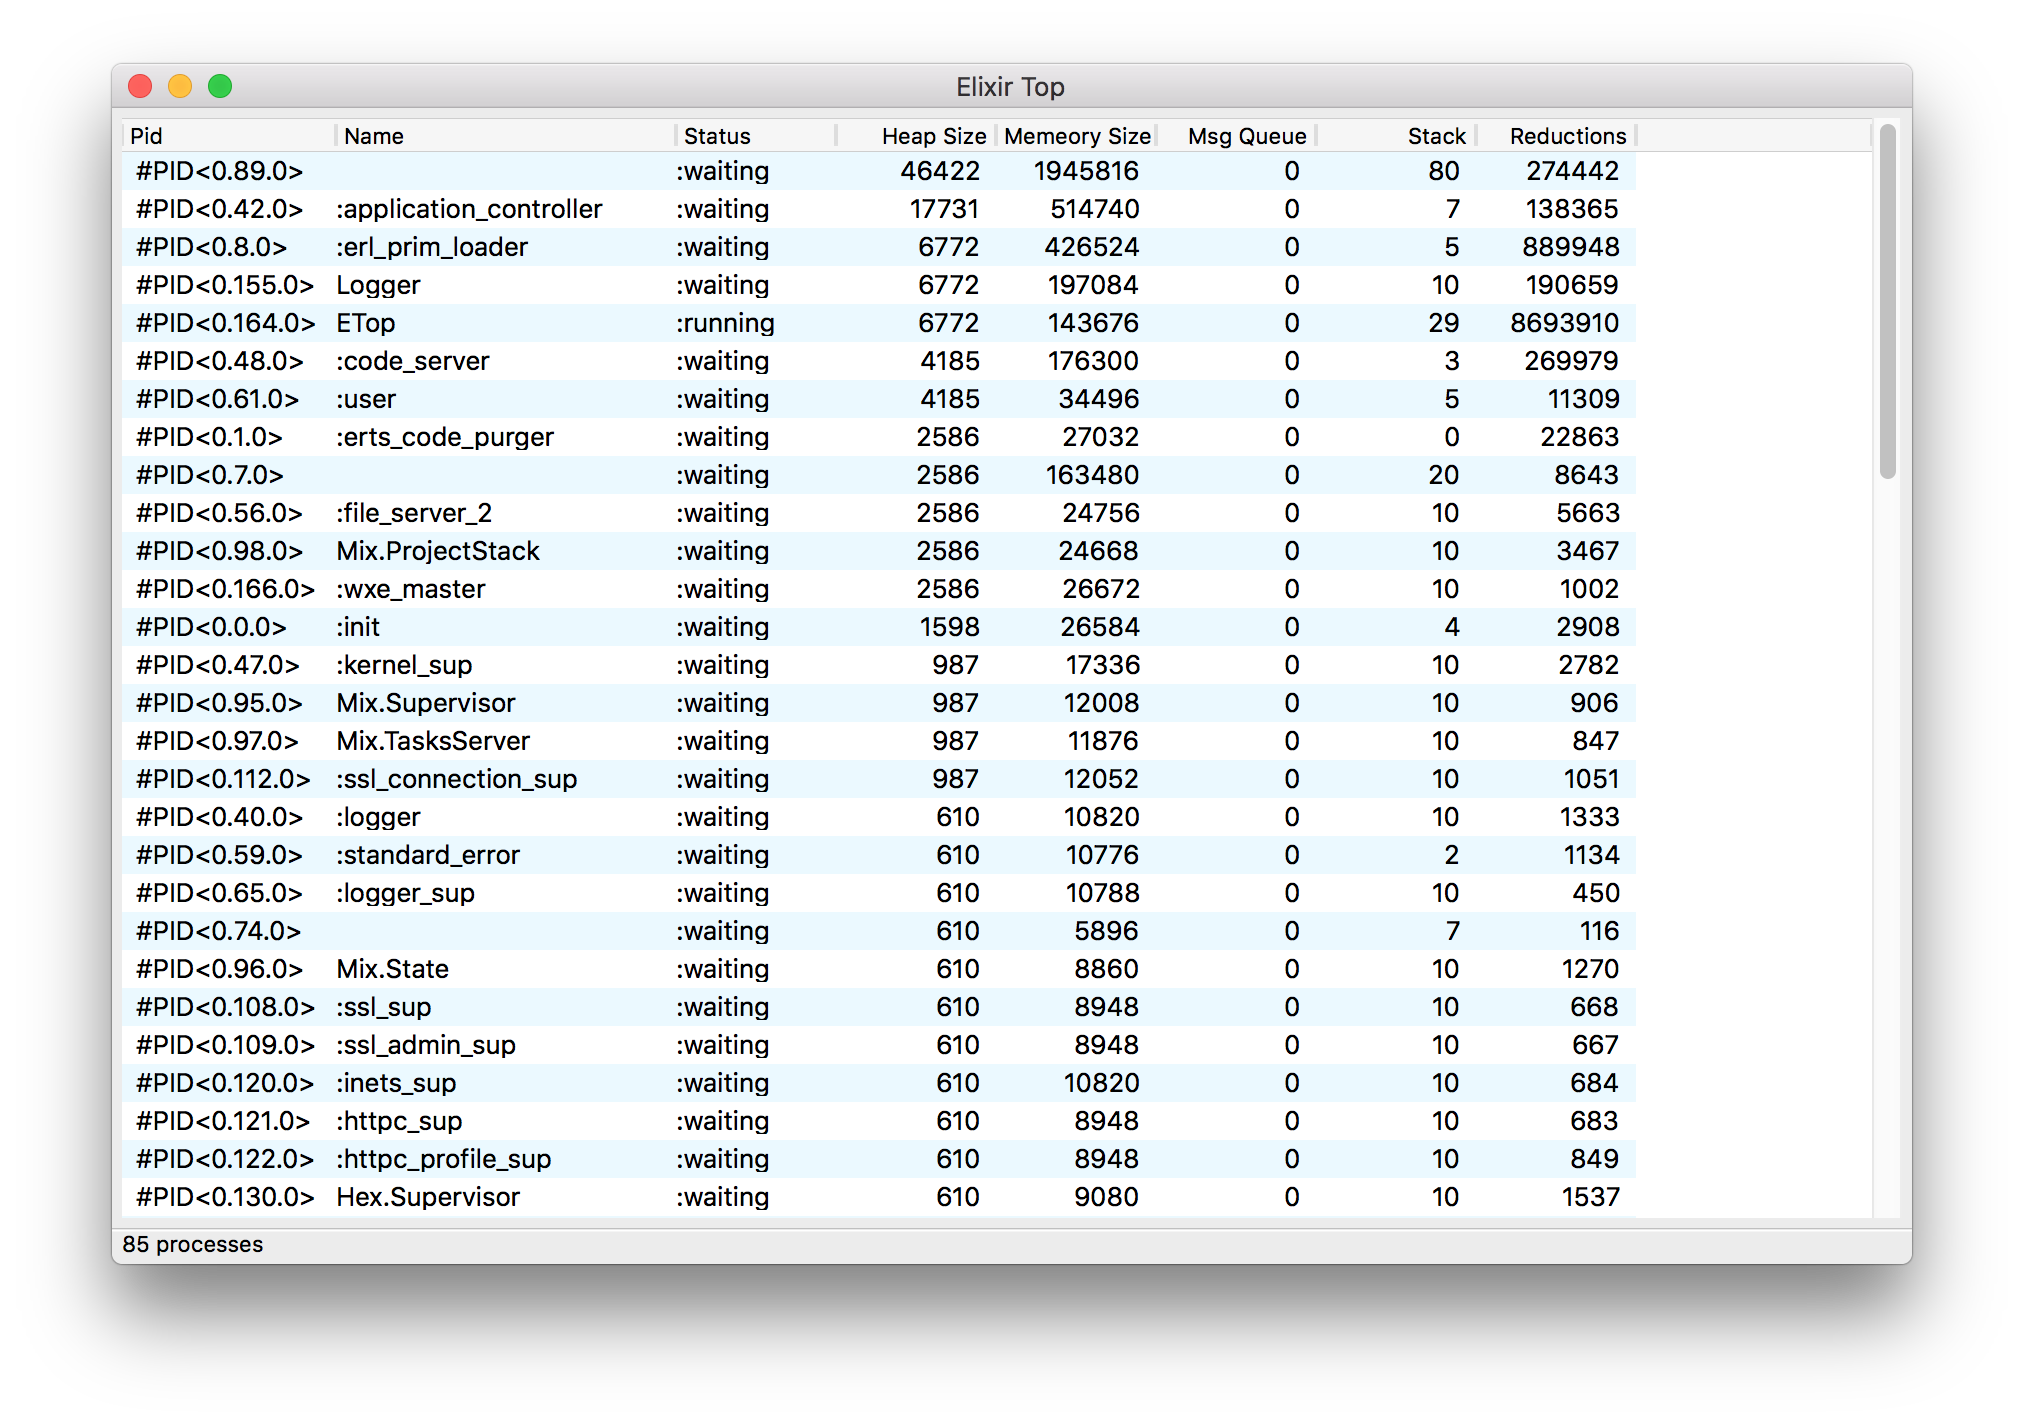 Elixir Top
Pid Name Status Heap Size Memeory Size Msg Queue Stack Reductions
#PID<0.89.0> :waiting 46422 1945816 0 80 274442
#PID<0.42.0> :application_controller :waiting 17731 514740 0 7 138365
#PID<0.8.0> :erl_prim_loader :waiting 6772 426524 0 5 889948
#PID<0.155.0> Logger :waiting 6772 197084 0 10 190659
#PID<0.164.0> ETop :running 6772 143676 0 29 8693910
#PID<0.48.0> :code_server :waiting 4185 176300 0 3 269979
#PID<0.61.0> :user :waiting 4185 34496 0 5 11309
#PID<0.1.0> :erts_code_purger :waiting 2586 27032 0 0 22863
#PID<0.7.0> :waiting 2586 163480 0 20 8643
#PID<0.56.0> :file_server_2 :waiting 2586 24756 0 10 5663
#PID<0.98.0> Mix.ProjectStack :waiting 2586 24668 0 10 3467
#PID<0.166.0> :wxe_master :waiting 2586 26672 0 10 1002
#PID<0.0.0> :init :waiting 1598 26584 0 4 2908
#PID<0.47.0> :kernel_sup :waiting 987 17336 0 10 2782
#PID<0.95.0> Mix.Supervisor :waiting 987 12008 0 10 906
#PID<0.97.0> Mix.TasksServer :waiting 987 11876 0 10 847
#PID<0.112.0> :ssl_connection_sup :waiting 987 12052 0 10 1051
#PID<0.40.0> :logger :waiting 610 10820 0 10 1333
#PID<0.59.0> :standard_error :waiting 610 10776 0 2 1134
#PID<0.65.0> :logger_sup :waiting 610 10788 0 10 450
#PID<0.74.0> :waiting 610 5896 0 7 116
#PID<0.96.0> Mix.State :waiting 610 8860 0 10 1270
#PID<0.108.0> :ssl_sup :waiting 610 8948 0 10 668
#PID<0.109.0> :ssl_admin_sup :waiting 610 8948 0 10 667
#PID<0.120.0> :inets_sup :waiting 610 10820 0 10 684
#PID<0.121.0> :httpc_sup :waiting 610 8948 0 10 683
#PID<0.122.0> :httpc_profile_sup :waiting 610 8948 0 10 849
#PID<0.130.0> Hex.Supervisor :waiting 610 9080 0 10 1537
85 processes